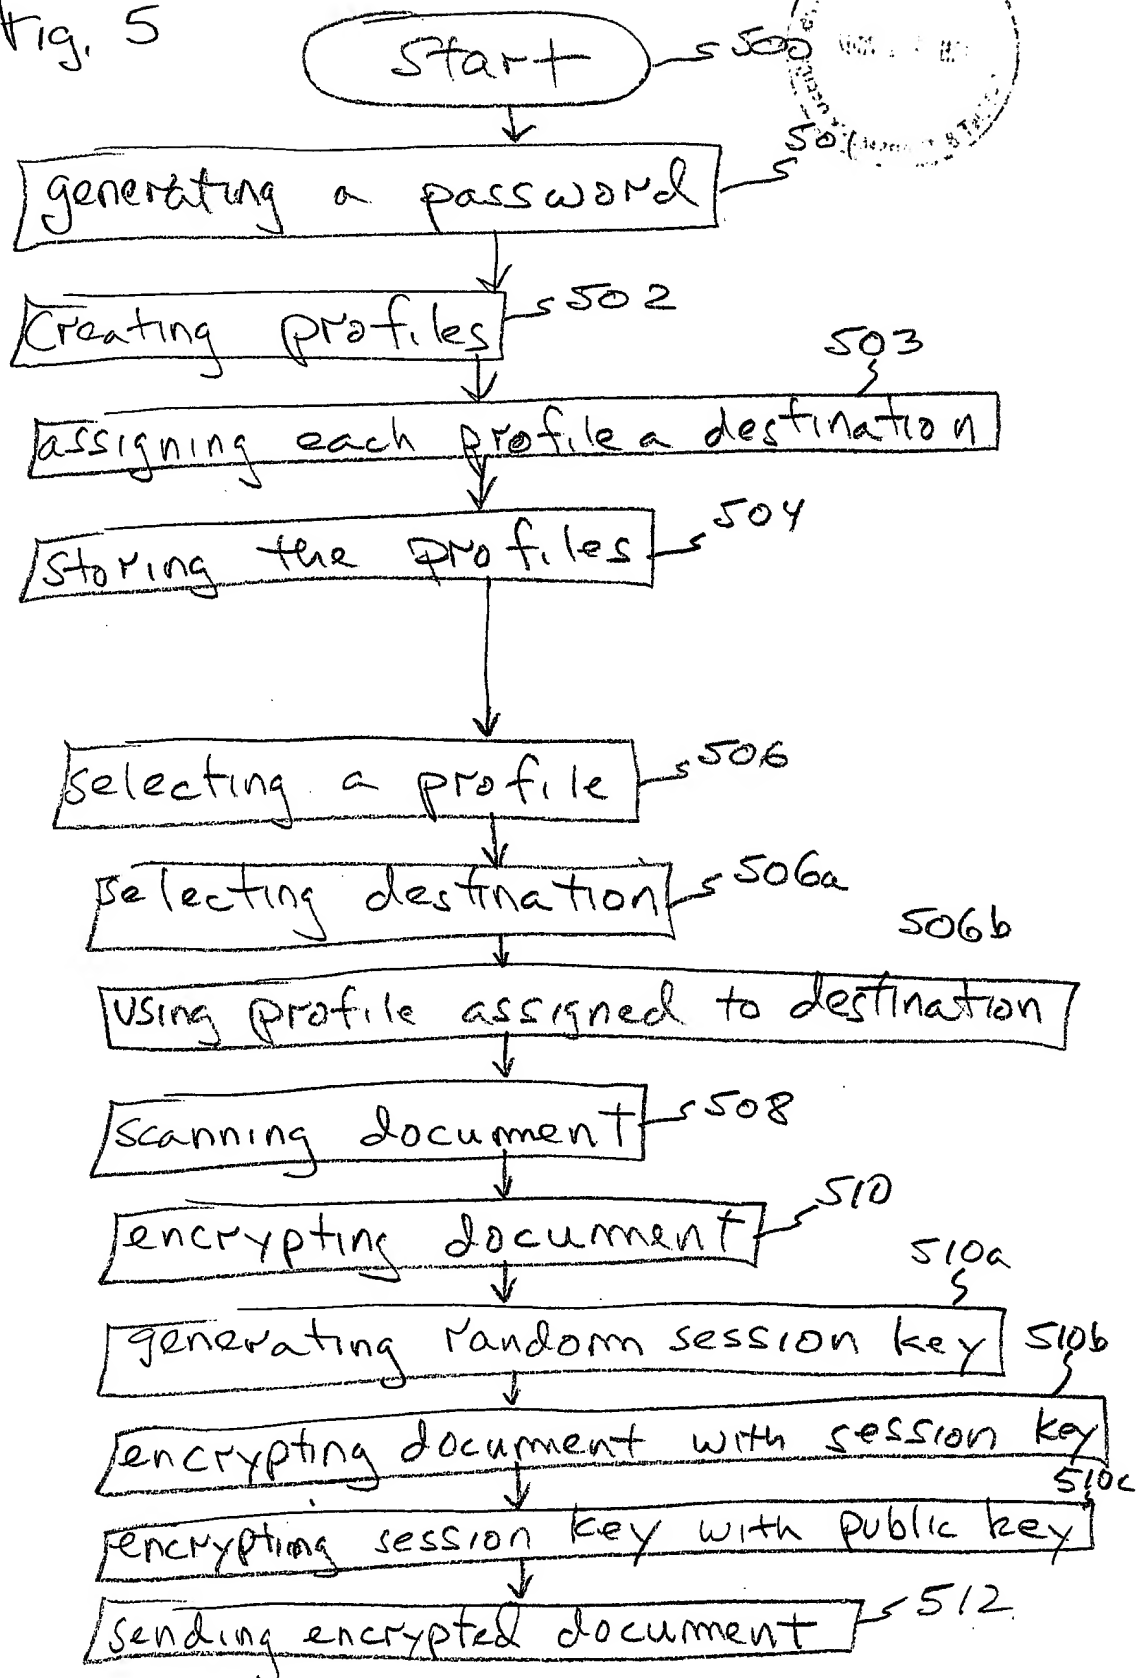 Fig. 5
Start 500
generating a password 501
Creating profiles 502
503
assigning each profile a destination
storing the profiles 504
selecting a profile 506
selecting destination 506a
506b
using profile assigned to destination
scanning document 508
encrypting document 510
510a
generating random session key 510b
encrypting document with session key
510c
encrypting session key with public key
sending encrypted document 512